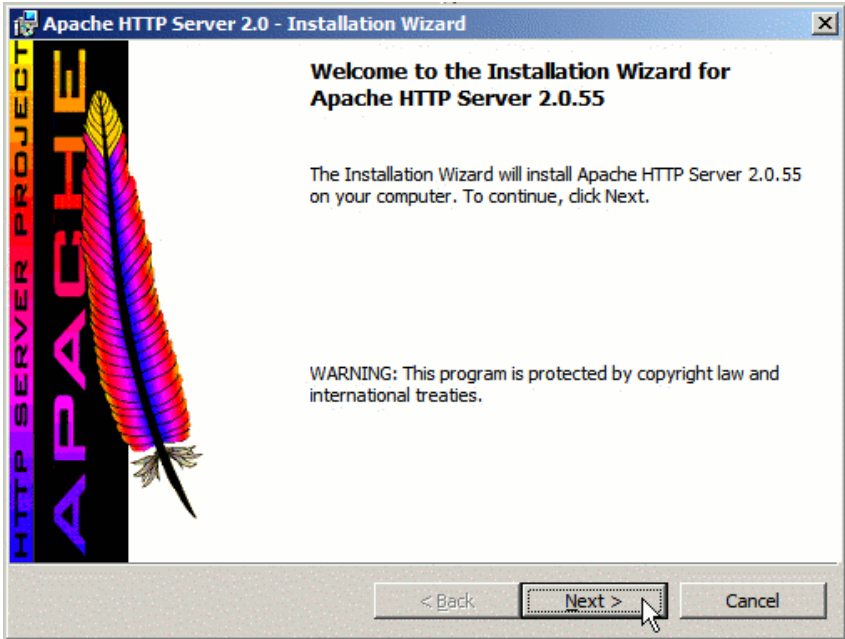 Apache HTTP Server 2.0 - Installation Wizard
HTTP SERVER PROJECT
APACHE
Welcome to the Installation Wizard for
Apache HTTP Server 2.0.55
The Installation Wizard will install Apache HTTP Server 2.0.55
on your computer. To continue, click Next.
WARNING: This program is protected by copyright law and
international treaties.
< Back
Next >
Cancel